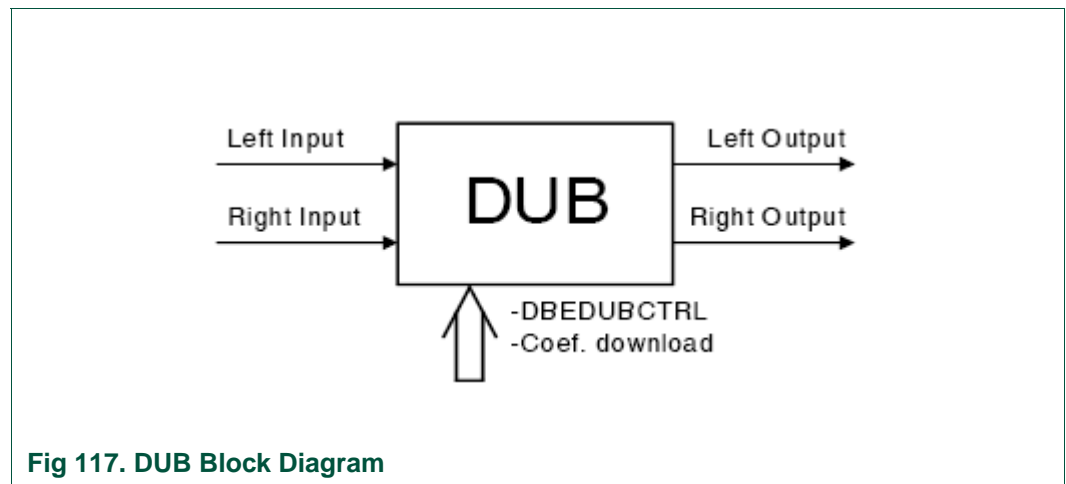 Left Input
Left Output
DUB
Right Input
Right Output
-DBEDUBCTRL
-Coef. download
Fig 117. DUB Block Diagram